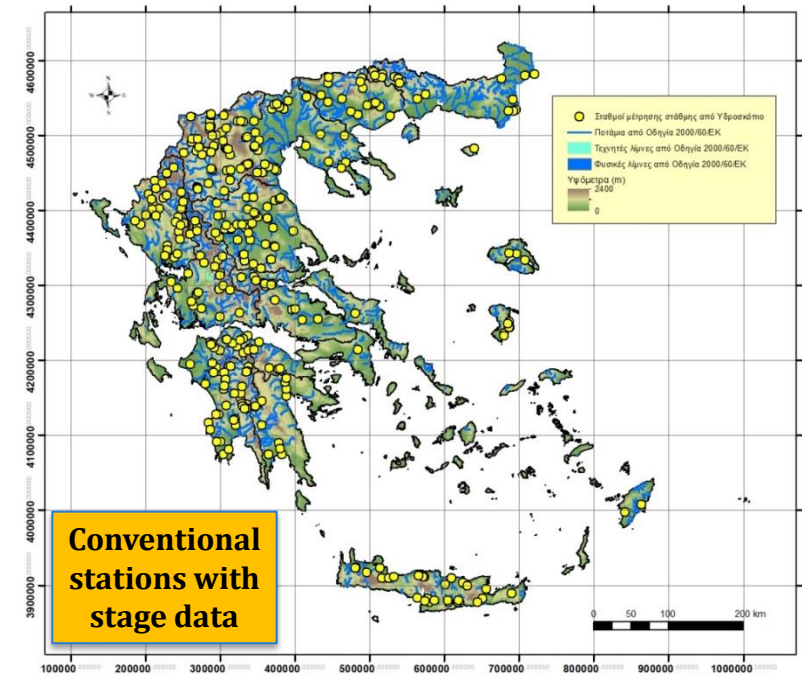 4600000
4500000
4400000
4300000
4200000
4100000
4000000
3900000
N
W
E
S
Σταθμοί μέτρησης στάθμης από Υδροσκόπιο
Ποτάμια από Οδηγία 2000/60/ΕΚ
Τεχνητές λίμνες από Οδηγία 2000/60/ΕΚ
Φυσικές λίμνες από Οδηγία 2000/60/ΕΚ
Υψόμετρα (m)
2400
0
Conventional
stations with
stage data
0 50 100 200 km
100000 200000 300000 400000 500000 600000 700000 800000 900000 1000000